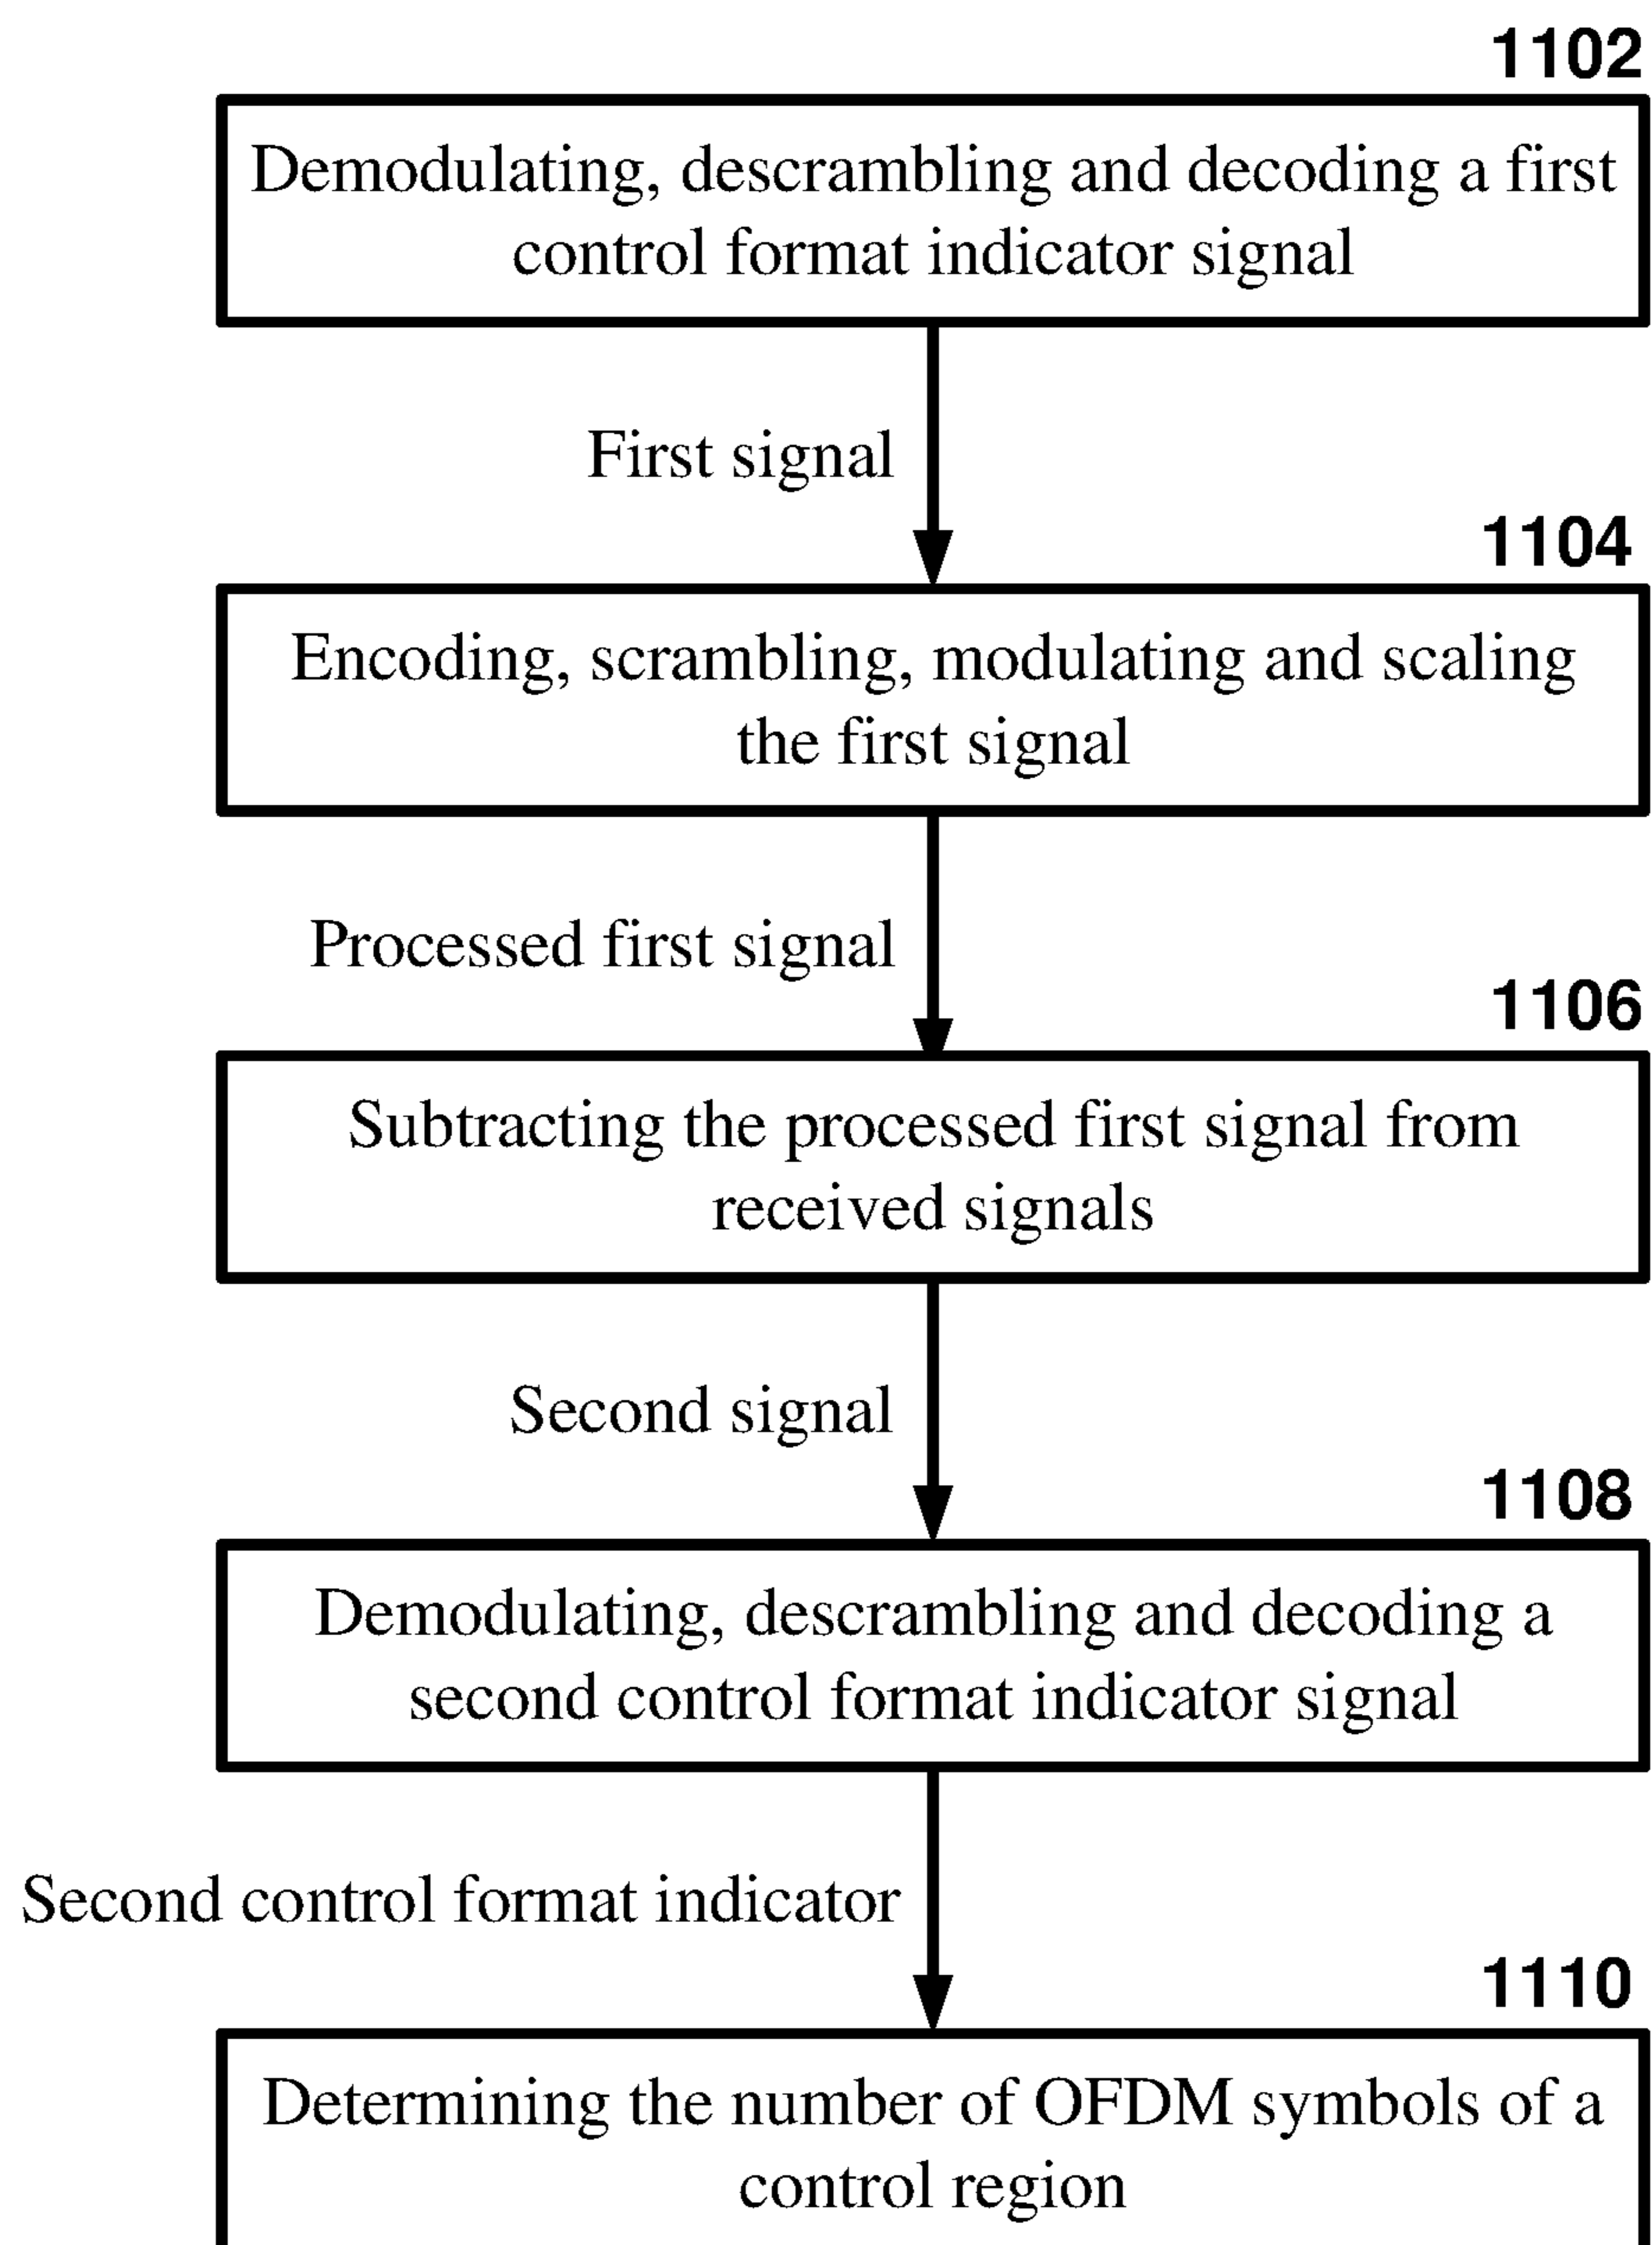 1102
Demodulating, descrambling and decoding a first
control format indicator signal
First signal
1104
Encoding, scrambling, modulating and scaling
the first signal
Processed first signal
1106
Subtracting the processed first signal from
received signals
Second signal
1108
Demodulating, descrambling and decoding a
second control format indicator signal
Second control format indicator
1110
Determining the number of OFDM symbols of a
control region